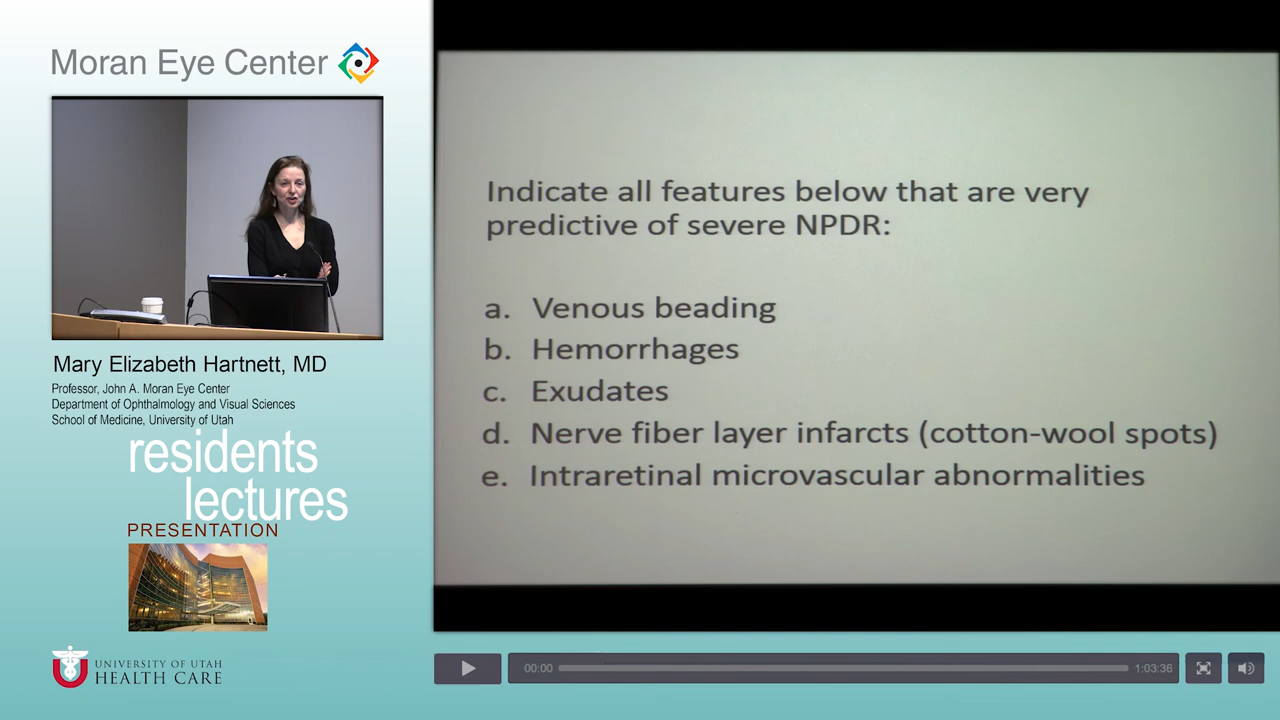 Moran Eye Center
Mary Elizabeth Hartnett, MD
Professor, John A. Moran Eye Center
Department of Ophthalmology and Visual Sciences
School of Medicine, University of Utah
residents
lectures
PRESENTATION
UNIVERSITY OF UTAH
HEALTH CARE
Indicate all features below that are very
predictive of severe NPDR:
a. Venous beading
b. Hemorrhages
c. Exudates
d. Nerve fiber layer infarcts (cotton-wool spots)
e. Intraretinal microvascular abnormalities
00:00
1:03:36